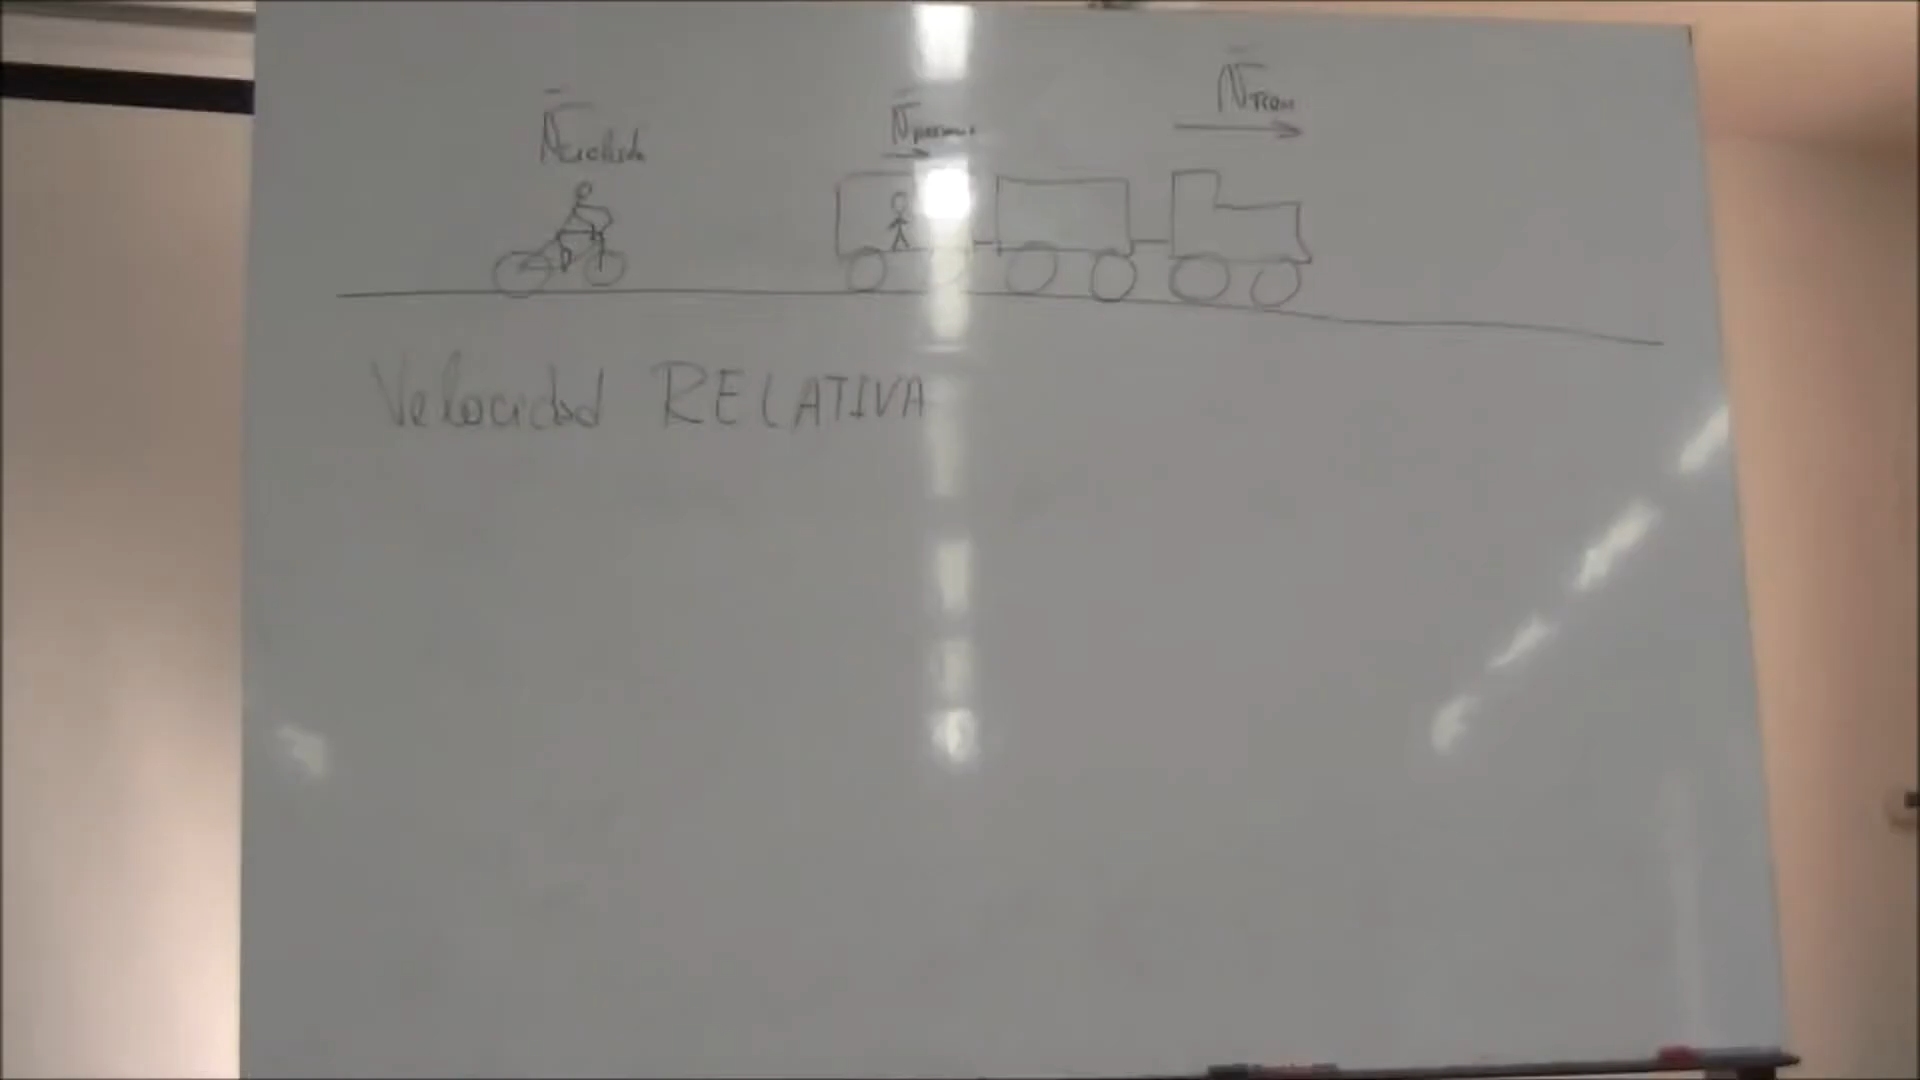 V̄ciclista
V̄persona
V̄Tren
Velocidad RELATIVA